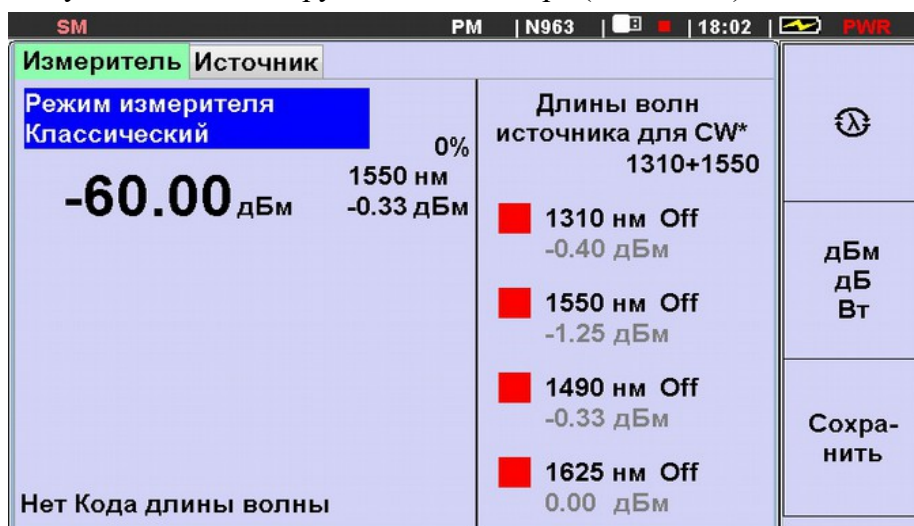 SM PM | N963 | | 18:02 | PWR
Измеритель Источник
Режим измерителя
Классический
0%
1550 нм
-60.00 дБм -0.33 дБм
Нет Кода длины волны
Длины волн
источника для CW*
1310+1550
1310 нм Off
-0.40 дБм
1550 нм Off
-1.25 дБм
1490 нм Off
-0.33 дБм
1625 нм Off
0.00 дБм
λ
дБм
дБ
Вт
Сохра-
нить